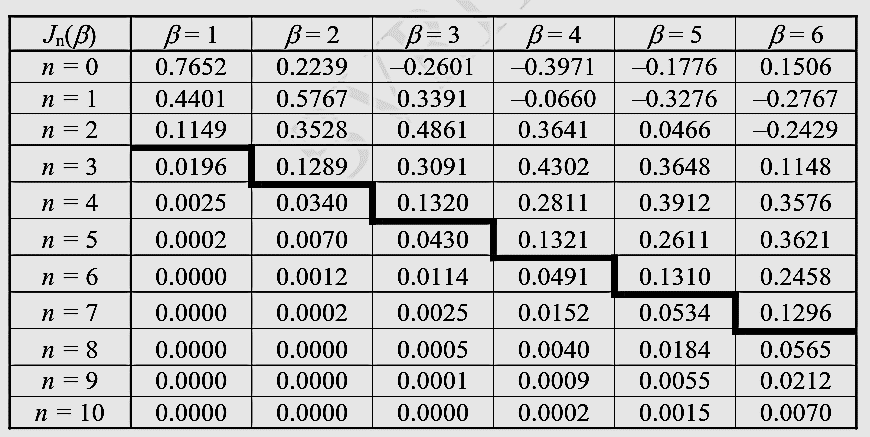 Jn(β) β = 1 β = 2 β = 3 β = 4 β = 5 β = 6
n = 0 0.7652 0.2239 –0.2601 –0.3971 –0.1776 0.1506
n = 1 0.4401 0.5767 0.3391 –0.0660 –0.3276 –0.2767
n = 2 0.1149 0.3528 0.4861 0.3641 0.0466 –0.2429
n = 3 0.0196 0.1289 0.3091 0.4302 0.3648 0.1148
n = 4 0.0025 0.0340 0.1320 0.2811 0.3912 0.3576
n = 5 0.0002 0.0070 0.0430 0.1321 0.2611 0.3621
n = 6 0.0000 0.0012 0.0114 0.0491 0.1310 0.2458
n = 7 0.0000 0.0002 0.0025 0.0152 0.0534 0.1296
n = 8 0.0000 0.0000 0.0005 0.0040 0.0184 0.0565
n = 9 0.0000 0.0000 0.0001 0.0009 0.0055 0.0212
n = 10 0.0000 0.0000 0.0000 0.0002 0.0015 0.0070